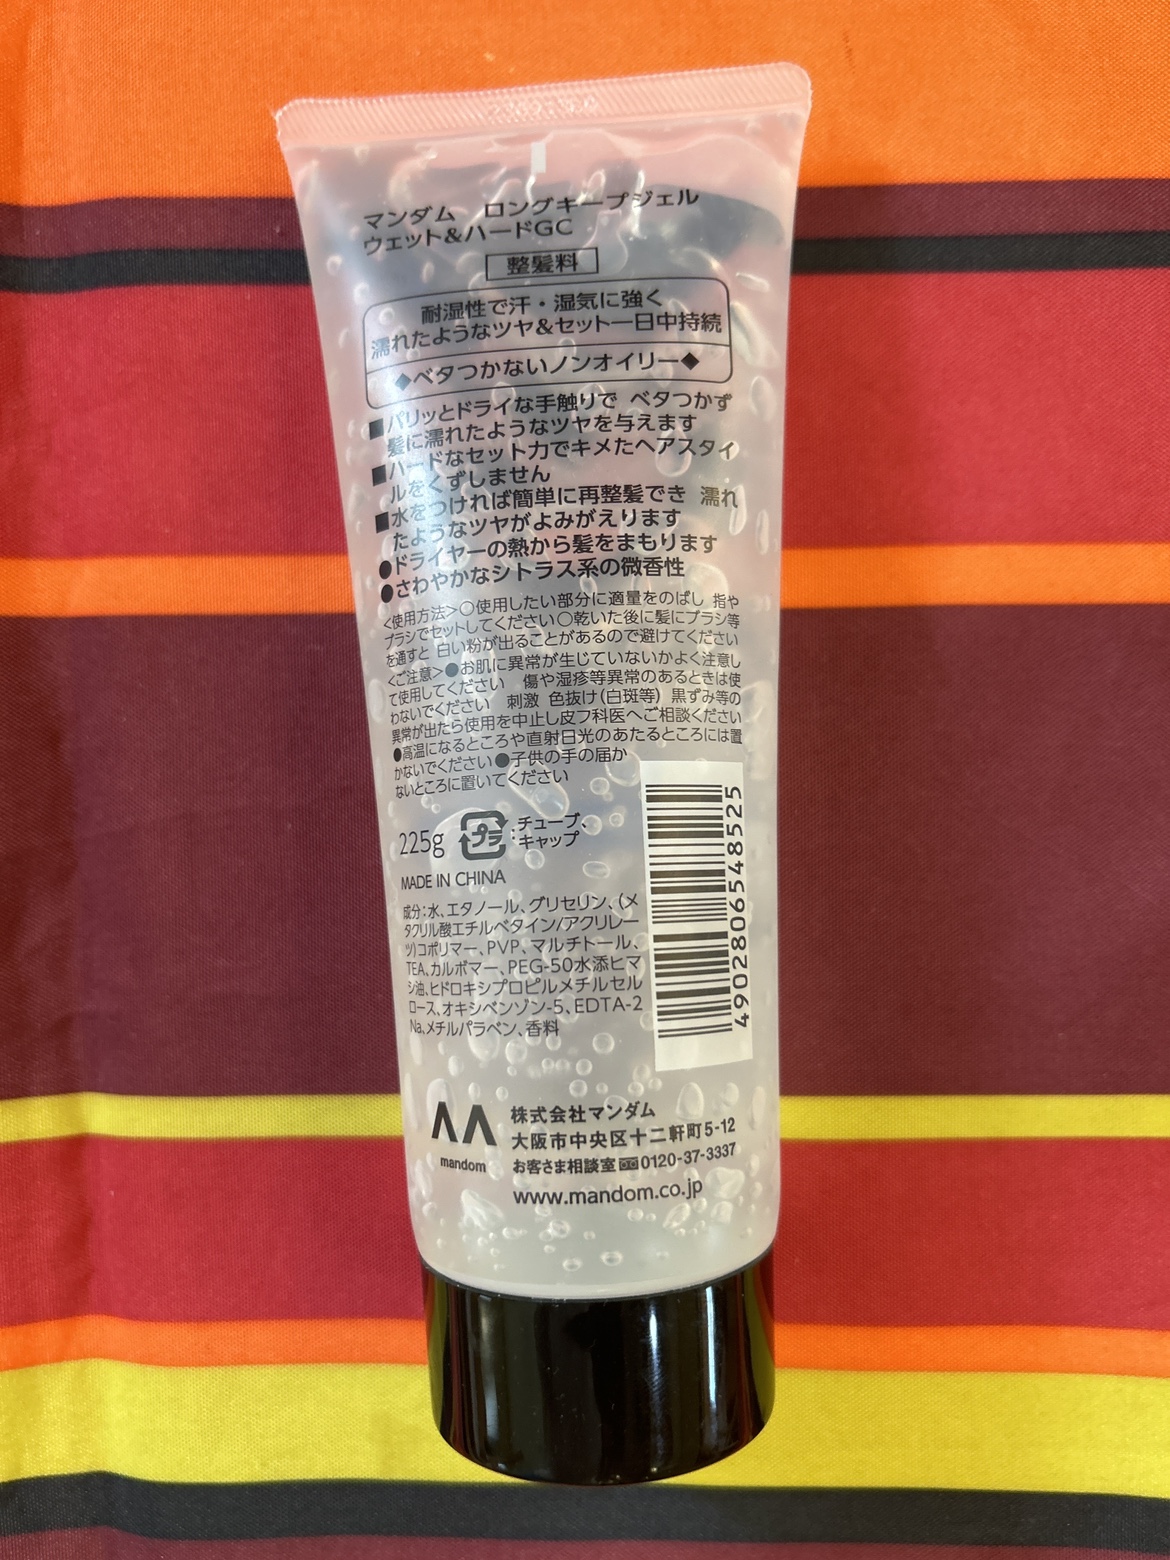 マンダム ロングキープジェル
ウェット&ハードGC
整髪料
耐湿性で汗・湿気に強く
濡れたようなツヤ&セット一日中持続
◆ベタつかないノンオイリー◆
■パリッとドライな手触りで ベタつかず
髪に濡れたようなツヤを与えます
■ハードなセット力でキメたヘアスタイ
ルをくずしません
■水をつければ簡単に再整髪でき 濡れ
たようなツヤがよみがえります
●ドライヤーの熱から髪をまもります
●さわやかなシトラス系の微香性
<使用方法>○使用したい部分に適量をのばし 指や
ブラシでセットしてください○乾いた後に髪にブラシ等
を通すと 白い粉が出ることがあるので避けてください
<ご注意>●お肌に異常が生じていないかよく注意し
て使用してください 傷や湿疹等異常のあるときは使
わないでください 刺激 色抜け(白斑等) 黒ずみ等の
異常が出たら使用を中止し皮フ科医へご相談ください
●高温になるところや直射日光のあたるところには置
かないでください●子供の手の届か
ないところに置いてください
225g プラ:チューブ、
キャップ
MADE IN CHINA
成分:水、エタノール、グリセリン、(メ
タクリル酸エチルベタイン/アクリレー
ツ)コポリマー、PVP、マルチトール、
TEA、カルボマー、PEG-50水添ヒマ
シ油、ヒドロキシプロピルメチルセル
ロース、オキシベンゾン-5、EDTA-2
Na、メチルパラベン、香料
4902806548525
mandom
株式会社マンダム
大阪市中央区十二軒町5-12
お客さま相談室 0120-37-3337
www.mandom.co.jp